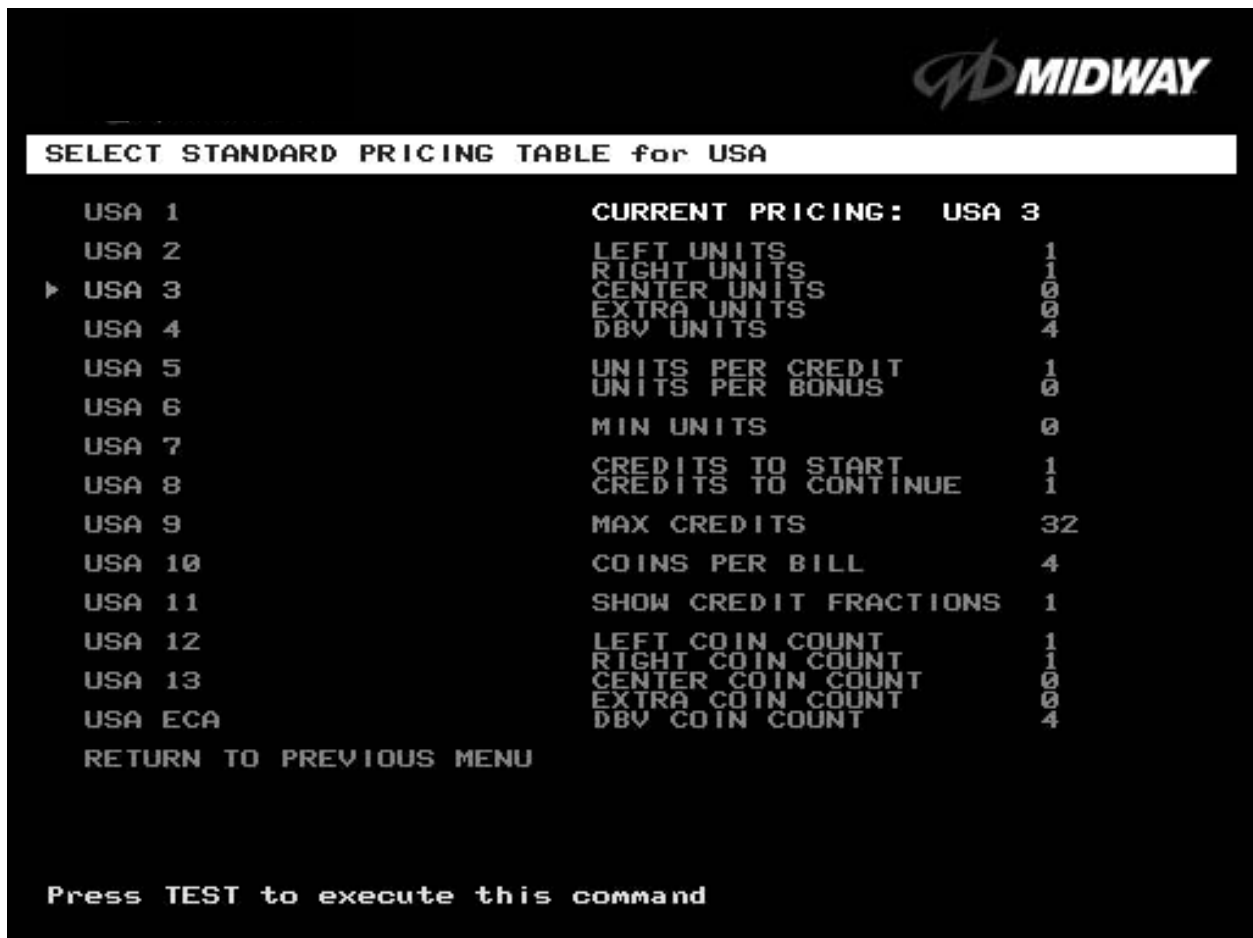 MIDWAY
SELECT STANDARD PRICING TABLE for USA
USA 1
USA 2
USA 3
USA 4
USA 5
USA 6
USA 7
USA 8
USA 9
USA 10
USA 11
USA 12
USA 13
USA ECA
RETURN TO PREVIOUS MENU
CURRENT PRICING: USA 3
LEFT UNITS 1
RIGHT UNITS 1
CENTER UNITS 0
EXTRA UNITS 0
DBV UNITS 4
UNITS PER CREDIT 1
UNITS PER BONUS 0
MIN UNITS 0
CREDITS TO START 1
CREDITS TO CONTINUE 1
MAX CREDITS 32
COINS PER BILL 4
SHOW CREDIT FRACTIONS 1
LEFT COIN COUNT 1
RIGHT COIN COUNT 1
CENTER COIN COUNT 0
EXTRA COIN COUNT 0
DBV COIN COUNT 4
Press TEST to execute this command